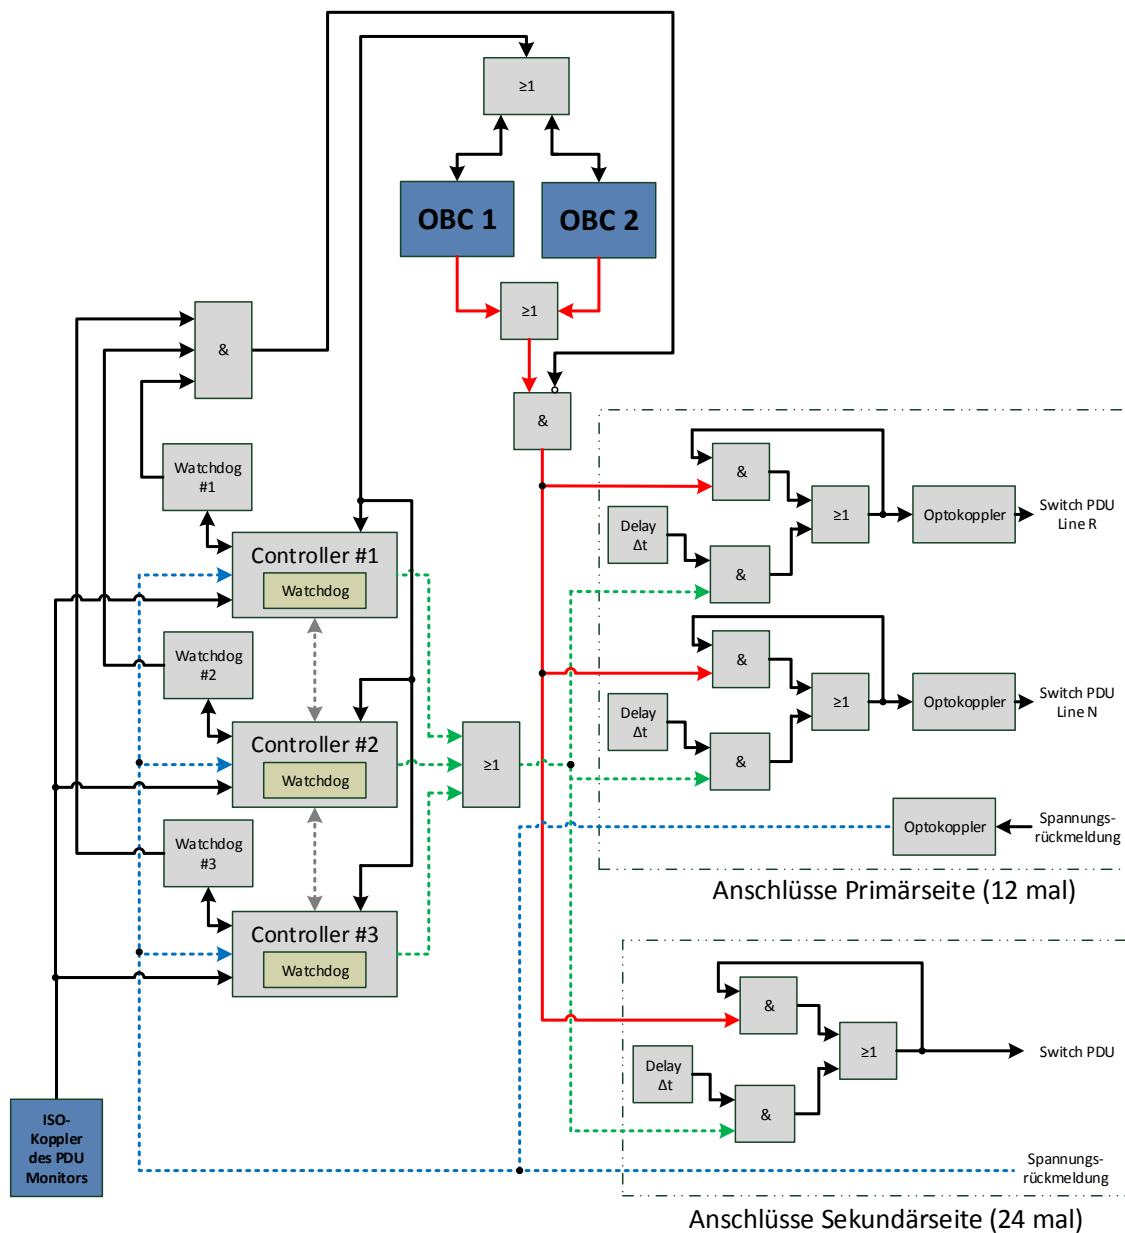 ≥1
OBC 1
OBC 2
≥1
&
&
Watchdog
#1
Controller #1
Watchdog
Watchdog
#2
Controller #2
Watchdog
Watchdog
#3
Controller #3
Watchdog
≥1
ISO-
Koppler
des PDU
Monitors
&
Delay
Δt
&
≥1
Optokoppler
Switch PDU
Line R
&
Delay
Δt
&
≥1
Optokoppler
Switch PDU
Line N
Optokoppler
Spannungs-
rückmeldung
Anschlüsse Primärseite (12 mal)
&
Delay
Δt
&
≥1
Switch PDU
Spannungs-
rückmeldung
Anschlüsse Sekundärseite (24 mal)